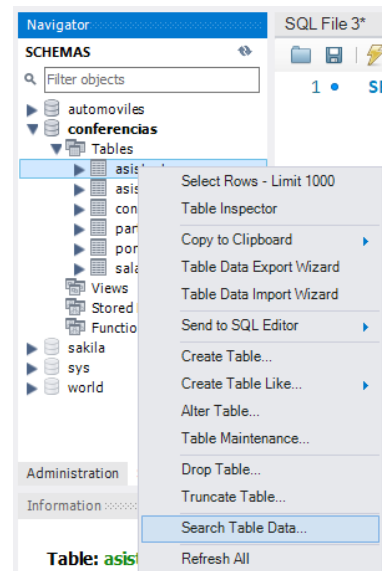 Navigator
SCHEMAS
Filter objects
automoviles
conferencias
Tables
Views
Stored
sakila
sys
world
Administration
Information
Table:
SQL File 3*
1
Select Rows - Limit 1000
Table Inspector
Copy to Clipboard
Table Data Export Wizard
Table Data Import Wizard
Send to SQL Editor
Create Table...
Create Table Like...
Alter Table...
Table Maintenance...
Drop Table...
Truncate Table...
Search Table Data...
Refresh All